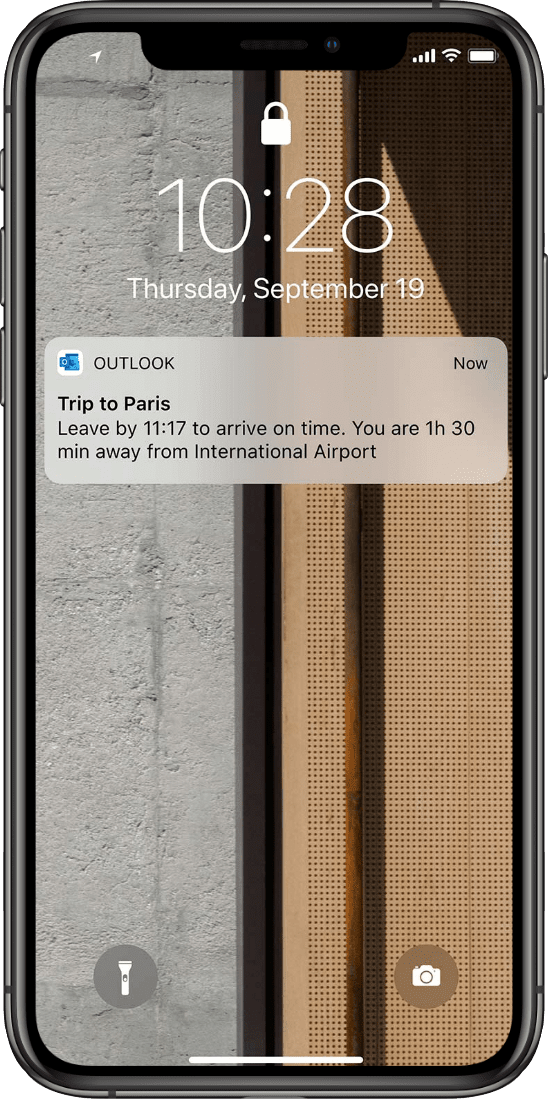 10:28
Thursday, September 19
OUTLOOK Now
Trip to Paris
Leave by 11:17 to arrive on time. You are 1h 30
min away from International Airport